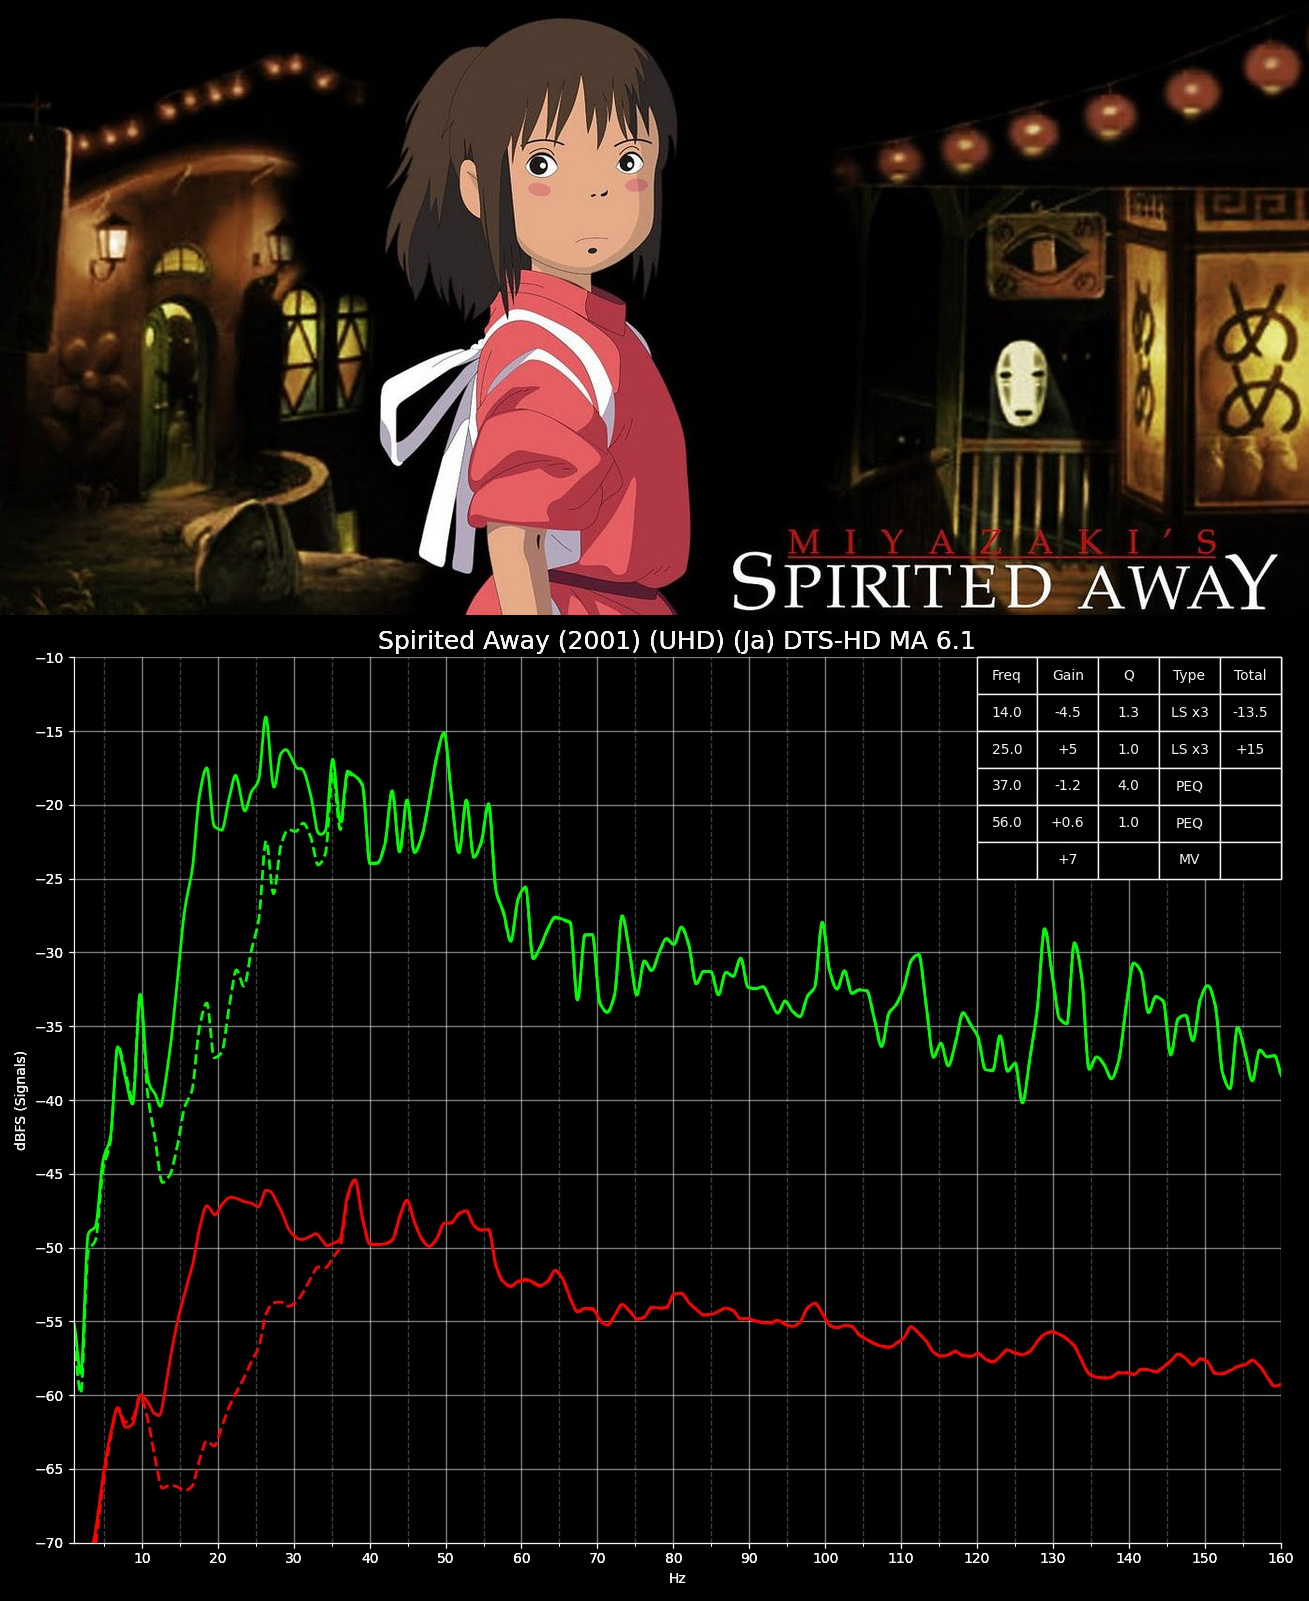 MIYAZAKI'S
SPIRITED AWAY
Spirited Away (2001) (UHD) (Ja) DTS-HD MA 6.1
Freq Gain Q Type Total
14.0 -4.5 1.3 LS x3 -13.5
25.0 +5 1.0 LS x3 +15
37.0 -1.2 4.0 PEQ
56.0 +0.6 1.0 PEQ
+7 MV
−10
−15
−20
−25
−30
−35
−40
−45
−50
−55
−60
−65
−70
dBFS (Signals)
10 20 30 40 50 60 70 80 90 100 110 120 130 140 150 160
Hz